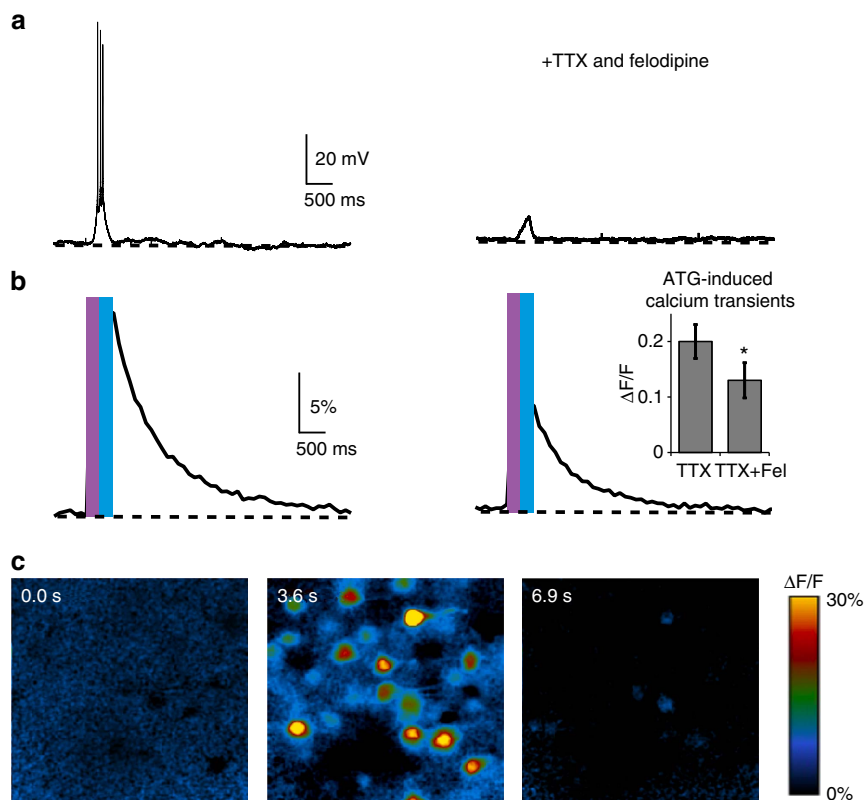 a
+TTX and felodipine
20 mV
500 ms
b
ATG-induced
calcium transients
5%
500 ms
ΔF/F
0.2
0.1
0
*
TTX TTX+Fel
c
0.0 s
3.6 s
6.9 s
ΔF/F
30%
0%